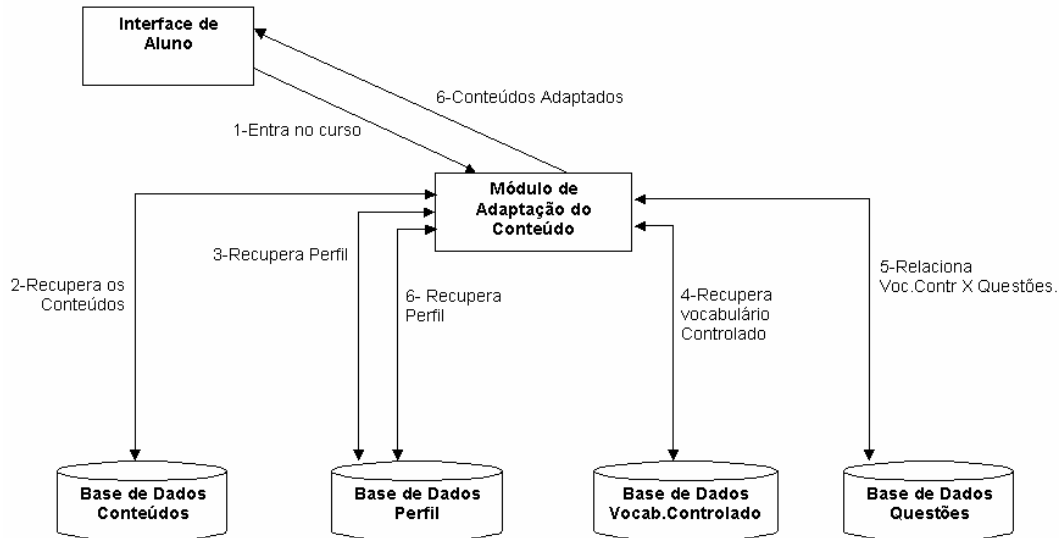 Interface de
Aluno
6-Conteúdos Adaptados
1-Entra no curso
Módulo de
Adaptação do
Conteúdo
3-Recupera Perfil
2-Recupera os
Conteúdos
6- Recupera
Perfil
4-Recupera
vocabulário
Controlado
5-Relaciona
Voc.Contr X Questões.
Base de Dados
Conteúdos
Base de Dados
Perfil
Base de Dados
Vocab.Controlado
Base de Dados
Questões